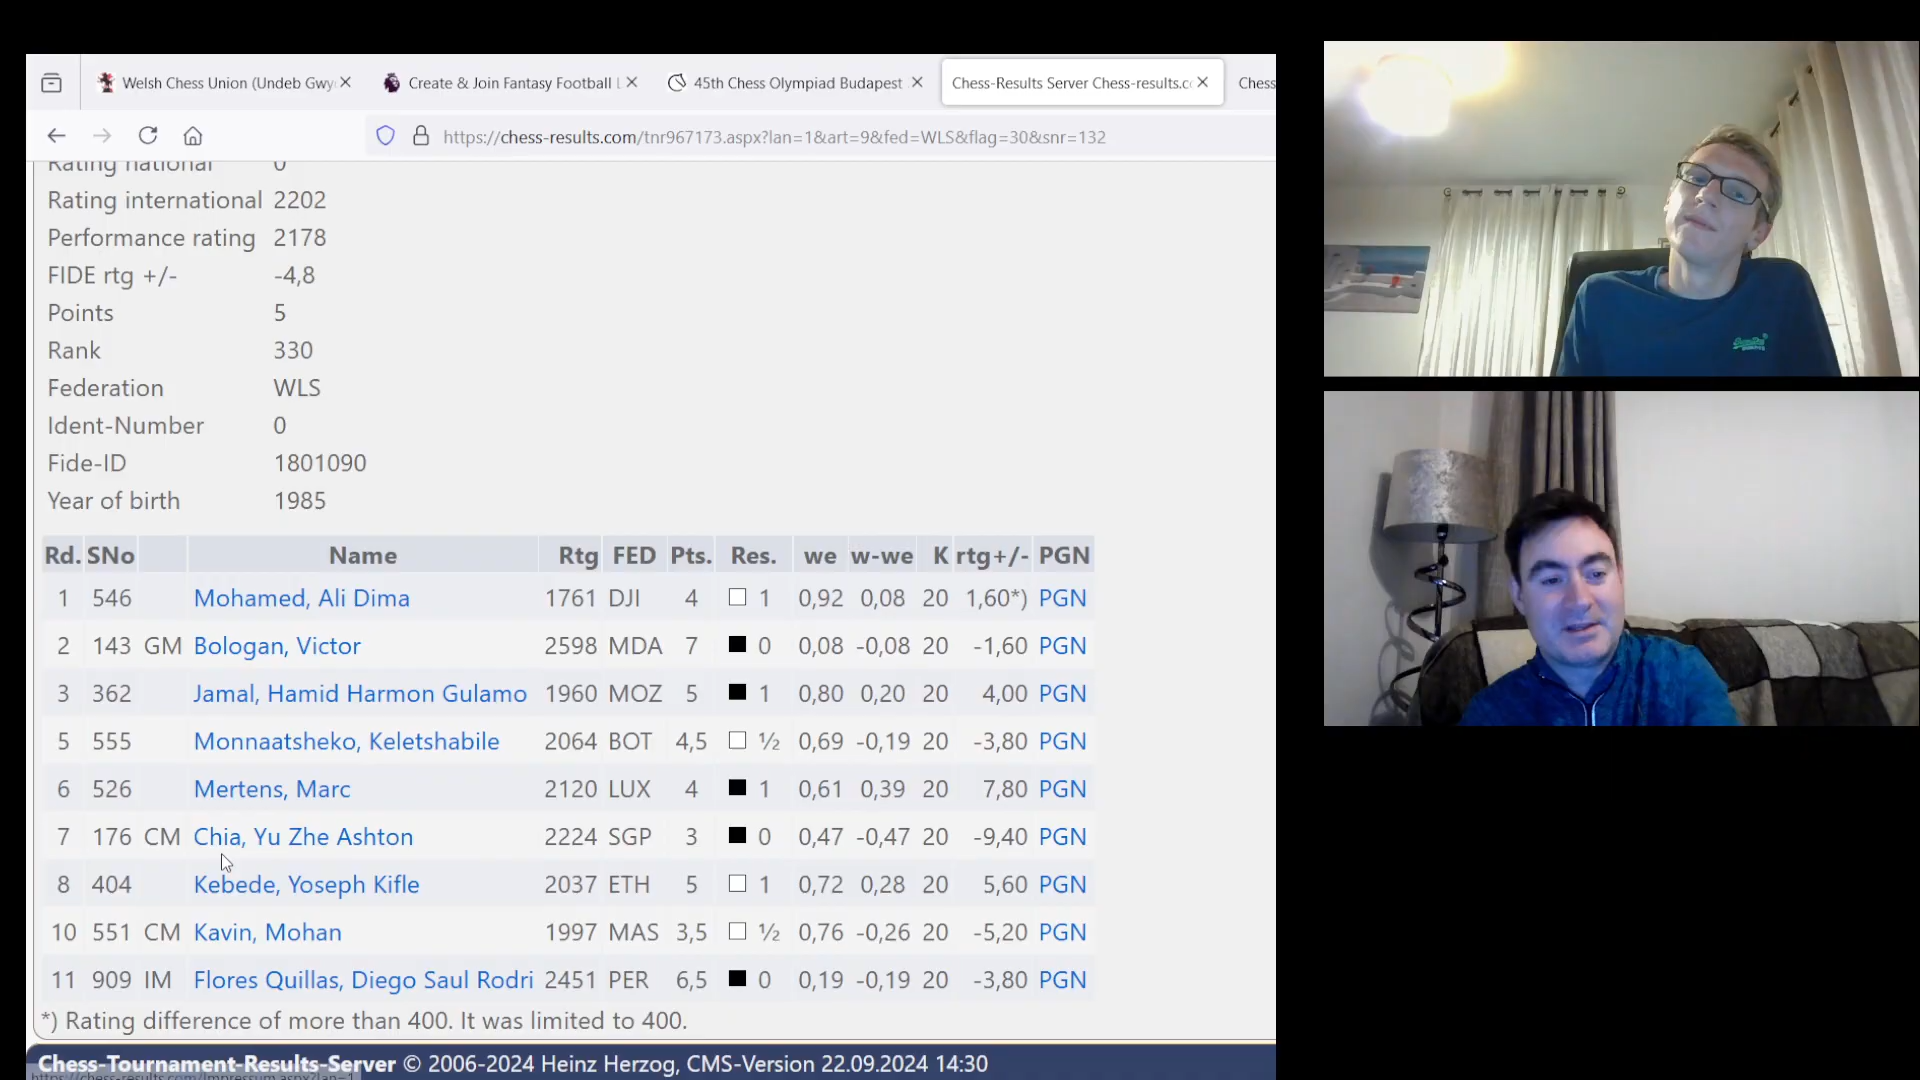 Welsh Chess Union (Undeb Gwy
Create & Join Fantasy Football
45th Chess Olympiad Budapest
Chess-Results Server Chess-results.c
Chess
https://chess-results.com/tnr967173.aspx?lan=1&art=9&fed=WLS&flag=30&snr=132
Rating national 0
Rating international 2202
Performance rating 2178
FIDE rtg +/- -4,8
Points 5
Rank 330
Federation WLS
Ident-Number 0
Fide-ID 1801090
Year of birth 1985
Rd. SNo Name Rtg FED Pts. Res. we w-we K rtg+/- PGN
1 546 Mohamed, Ali Dima 1761 DJI 4 1 0,92 0,08 20 1,60*) PGN
2 143 GM Bologan, Victor 2598 MDA 7 0 0,08 -0,08 20 -1,60 PGN
3 362 Jamal, Hamid Harmon Gulamo 1960 MOZ 5 1 0,80 0,20 20 4,00 PGN
5 555 Monnaatsheko, Keletshabile 2064 BOT 4,5 ½ 0,69 -0,19 20 -3,80 PGN
6 526 Mertens, Marc 2120 LUX 4 1 0,61 0,39 20 7,80 PGN
7 176 CM Chia, Yu Zhe Ashton 2224 SGP 3 0 0,47 -0,47 20 -9,40 PGN
8 404 Kebede, Yoseph Kifle 2037 ETH 5 1 0,72 0,28 20 5,60 PGN
10 551 CM Kavin, Mohan 1997 MAS 3,5 ½ 0,76 -0,26 20 -5,20 PGN
11 909 IM Flores Quillas, Diego Saul Rodri 2451 PER 6,5 0 0,19 -0,19 20 -3,80 PGN
*) Rating difference of more than 400. It was limited to 400.
Chess-Tournament-Results-Server © 2006-2024 Heinz Herzog, CMS-Version 22.09.2024 14:30